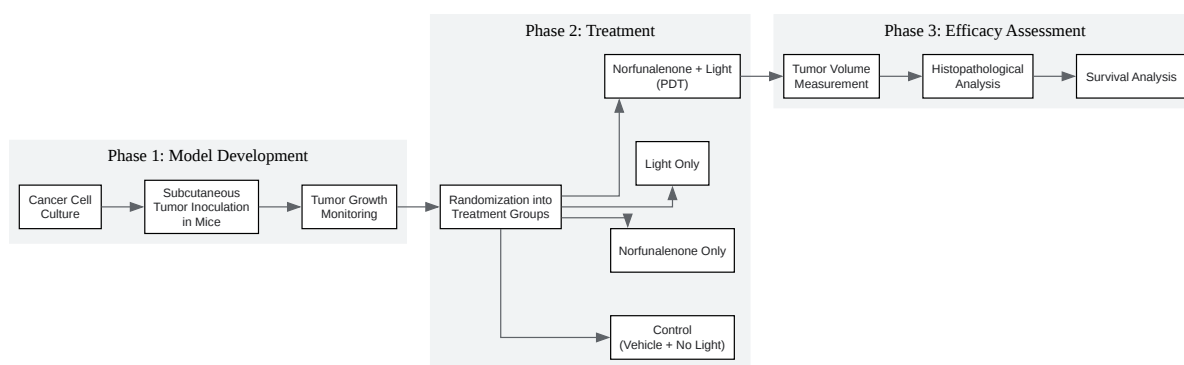 Phase 1: Model Development
Cancer Cell
Culture
Subcutaneous
Tumor Inoculation
in Mice
Tumor Growth
Monitoring
Phase 2: Treatment
Randomization into
Treatment Groups
Norfunalenone + Light
(PDT)
Light Only
Norfunalenone Only
Control
(Vehicle + No Light)
Phase 3: Efficacy Assessment
Tumor Volume
Measurement
Histopathological
Analysis
Survival Analysis